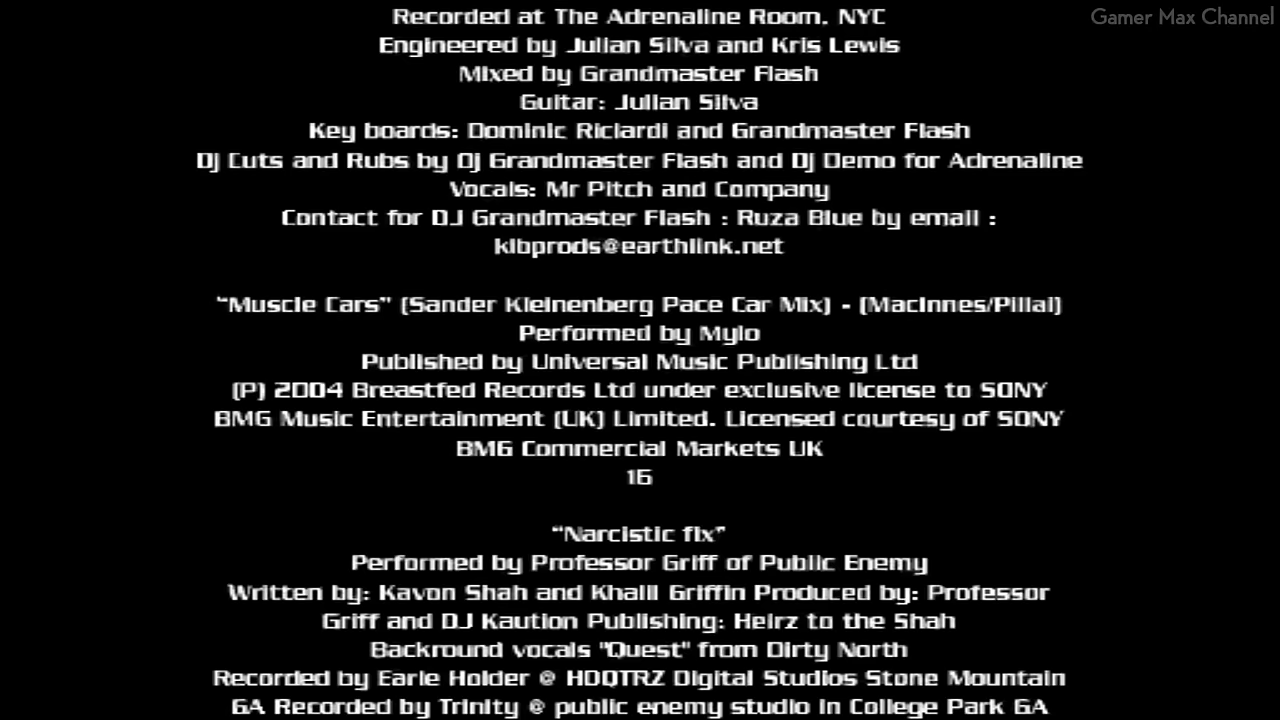 Gamer Max Channel
Recorded at The Adrenaline Room. NYC
Engineered by Julian Silva and Kris Lewis
Mixed by Grandmaster Flash
Guitar: Julian Silva
Key boards: Dominic Riciardi and Grandmaster Flash
Dj Cuts and Rubs by Dj Grandmaster Flash and Dj Demo for Adrenaline
Vocals: Mr Pitch and Company
Contact for DJ Grandmaster Flash : Ruza Blue by email :
klbprods@earthlink.net
“Muscle Cars” (Sander Kleinenberg Pace Car Mix) - (MacInnes/Pillai)
Performed by Mylo
Published by Universal Music Publishing Ltd
(P) 2004 Breastfed Records Ltd under exclusive license to SONY
BMG Music Entertainment (UK) Limited. Licensed courtesy of SONY
BMG Commercial Markets UK
16
“Narcistic fix”
Performed by Professor Griff of Public Enemy
Written by: Kavon Shah and Khalil Griffin Produced by: Professor
Griff and DJ Kaution Publishing: Heirz to the Shah
Backround vocals "Quest" from Dirty North
Recorded by Earle Holder @ HDQTRZ Digital Studios Stone Mountain
GA Recorded by Trinity @ public enemy studio in College Park GA